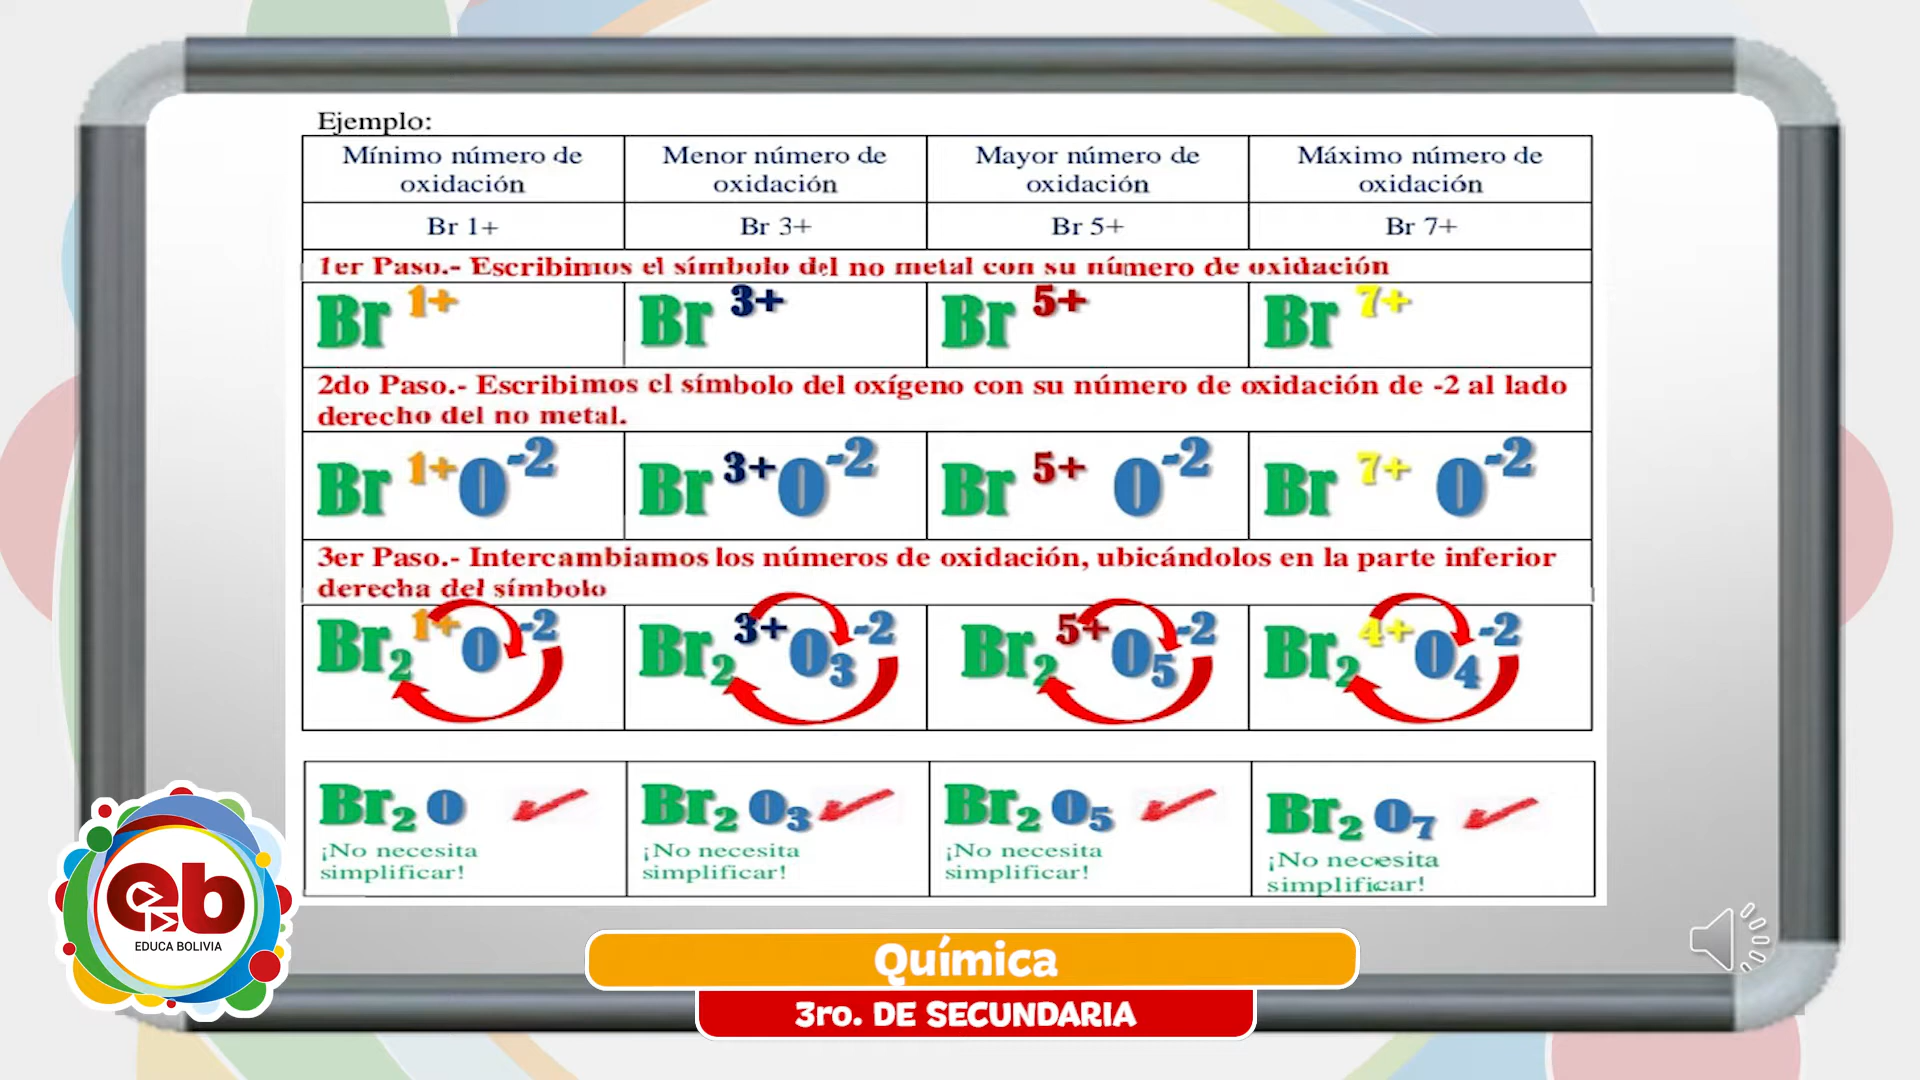 Ejemplo:
Mínimo número de oxidación
Menor número de oxidación
Mayor número de oxidación
Máximo número de oxidación
Br 1+
Br 3+
Br 5+
Br 7+
1er Paso.- Escribimos el símbolo del no metal con su número de oxidación
Br 1+
Br 3+
Br 5+
Br 7+
2do Paso.- Escribimos el símbolo del oxígeno con su número de oxidación de -2 al lado
derecho del no metal.
Br 1+ O -2
Br 3+ O -2
Br 5+ O -2
Br 7+ O -2
3er Paso.- Intercambiamos los números de oxidación, ubicándolos en la parte inferior
derecha del símbolo
Br2 1+ O -2
Br2 3+ O3 -2
Br2 5+ O5 -2
Br2 4+ O4 -2
Br2 O
¡No necesita
simplificar!
Br2 O3
¡No necesita
simplificar!
Br2 O5
¡No necesita
simplificar!
Br2 O7
¡No necesita
simplificar!
eb
EDUCA BOLIVIA
Química
3ro. DE SECUNDARIA